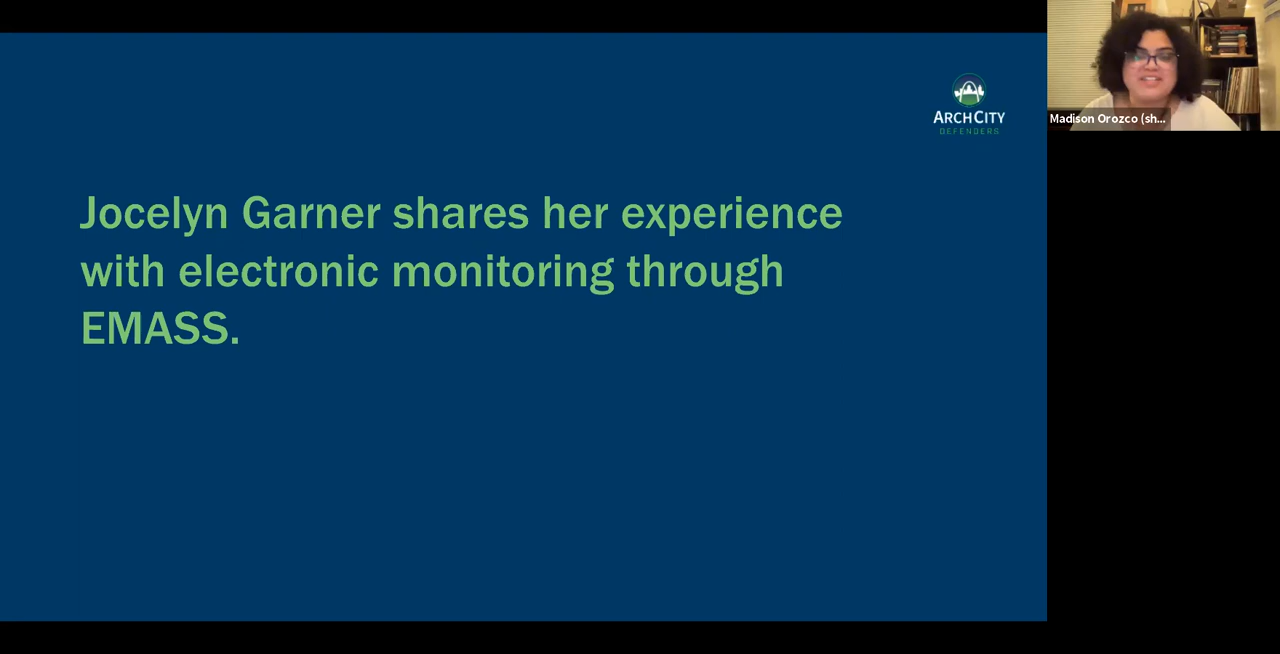 ARCHCITY
DEFENDERS
Madison Orozco (sh...
Jocelyn Garner shares her experience
with electronic monitoring through
EMASS.